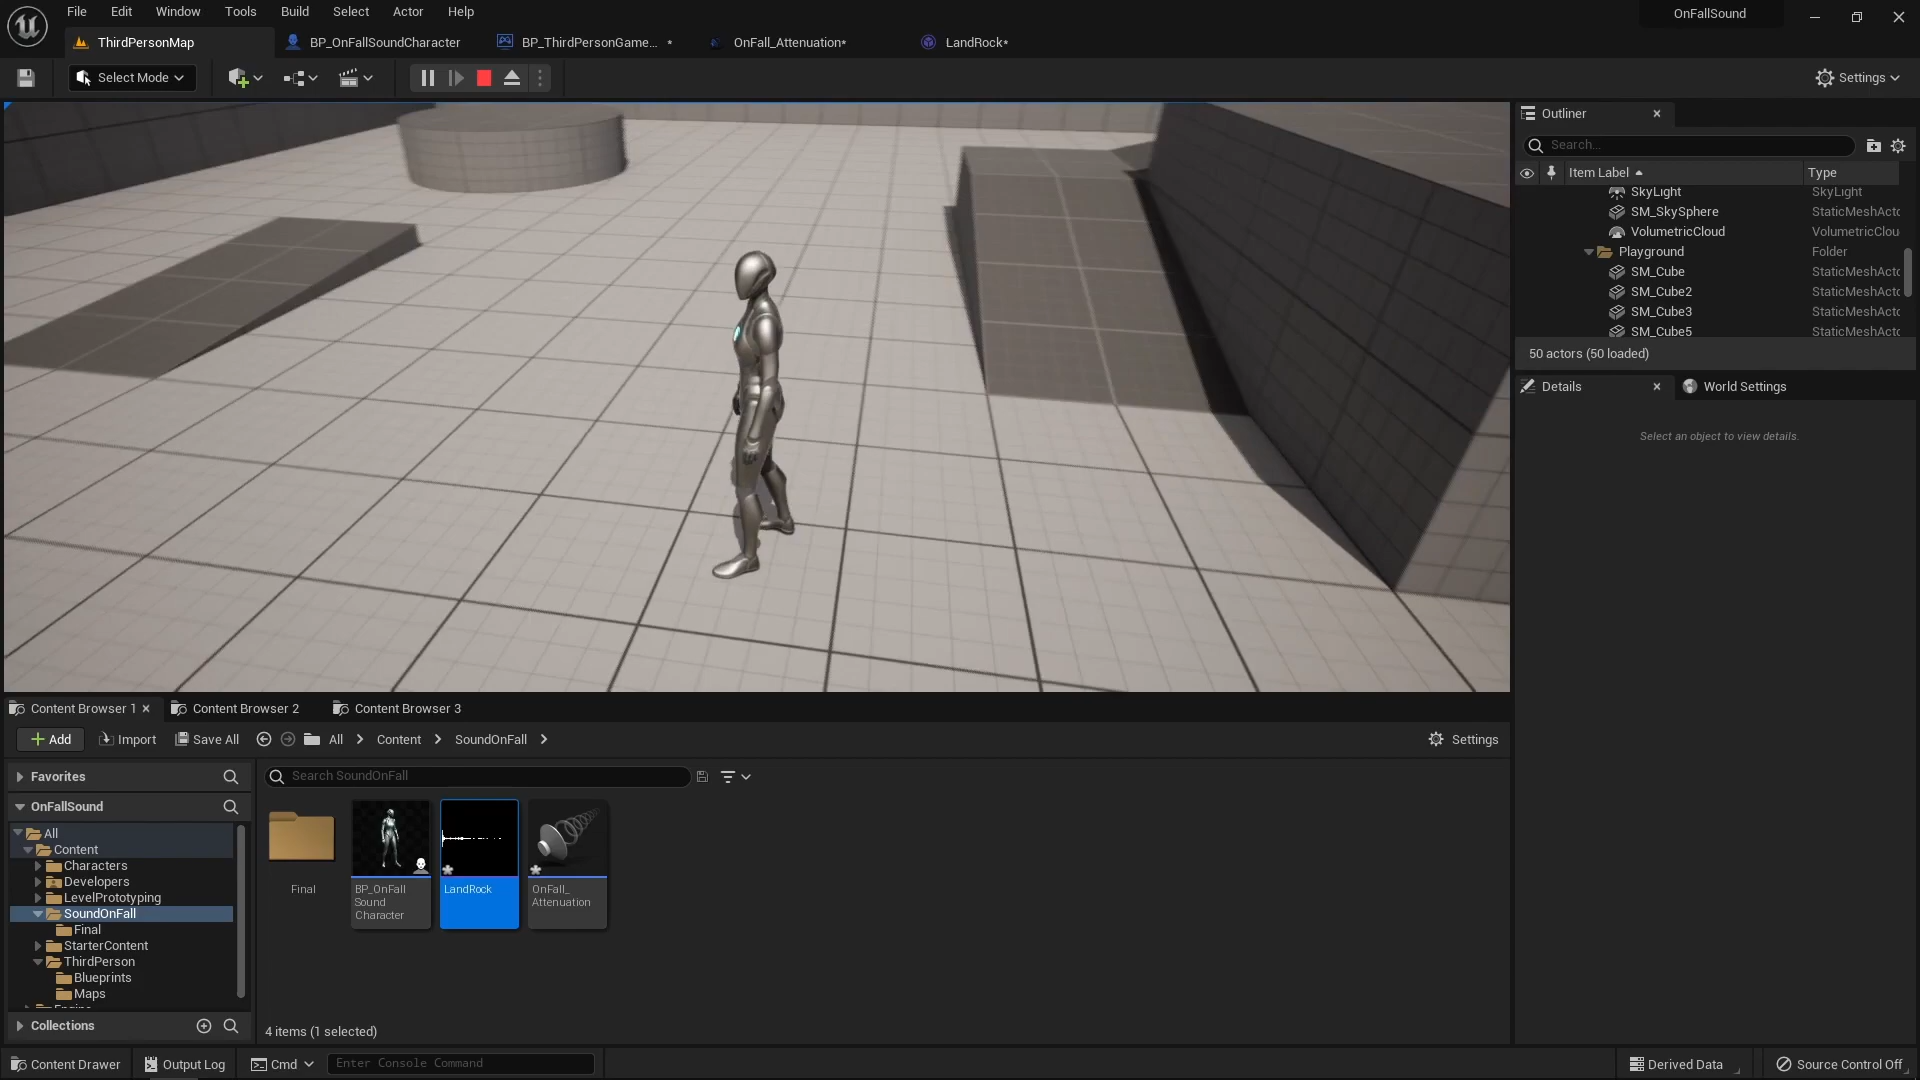 File Edit Window Tools Build Select Actor Help
OnFallSound
ThirdPersonMap
BP_OnFallSoundCharacter
BP_ThirdPersonGame... *
OnFall_Attenuation*
LandRock*
Select Mode
Settings
Outliner
Search...
Item Label
Type
SkyLight SkyLight
SM_SkySphere StaticMeshActo
VolumetricCloud VolumetricClou
Playground Folder
SM_Cube StaticMeshActo
SM_Cube2 StaticMeshActo
SM_Cube3 StaticMeshActo
SM_Cube5 StaticMeshActo
50 actors (50 loaded)
Details
World Settings
Select an object to view details.
Content Browser 1
Content Browser 2
Content Browser 3
Add
Import
Save All
All
Content
SoundOnFall
Settings
Favorites
OnFallSound
All
Content
Characters
Developers
LevelPrototyping
SoundOnFall
Final
StarterContent
ThirdPerson
Blueprints
Maps
Collections
Search SoundOnFall
Final
BP_OnFall
Sound
Character
LandRock
OnFall_
Attenuation
4 items (1 selected)
Content Drawer
Output Log
Cmd
Enter Console Command
Derived Data
Source Control Off